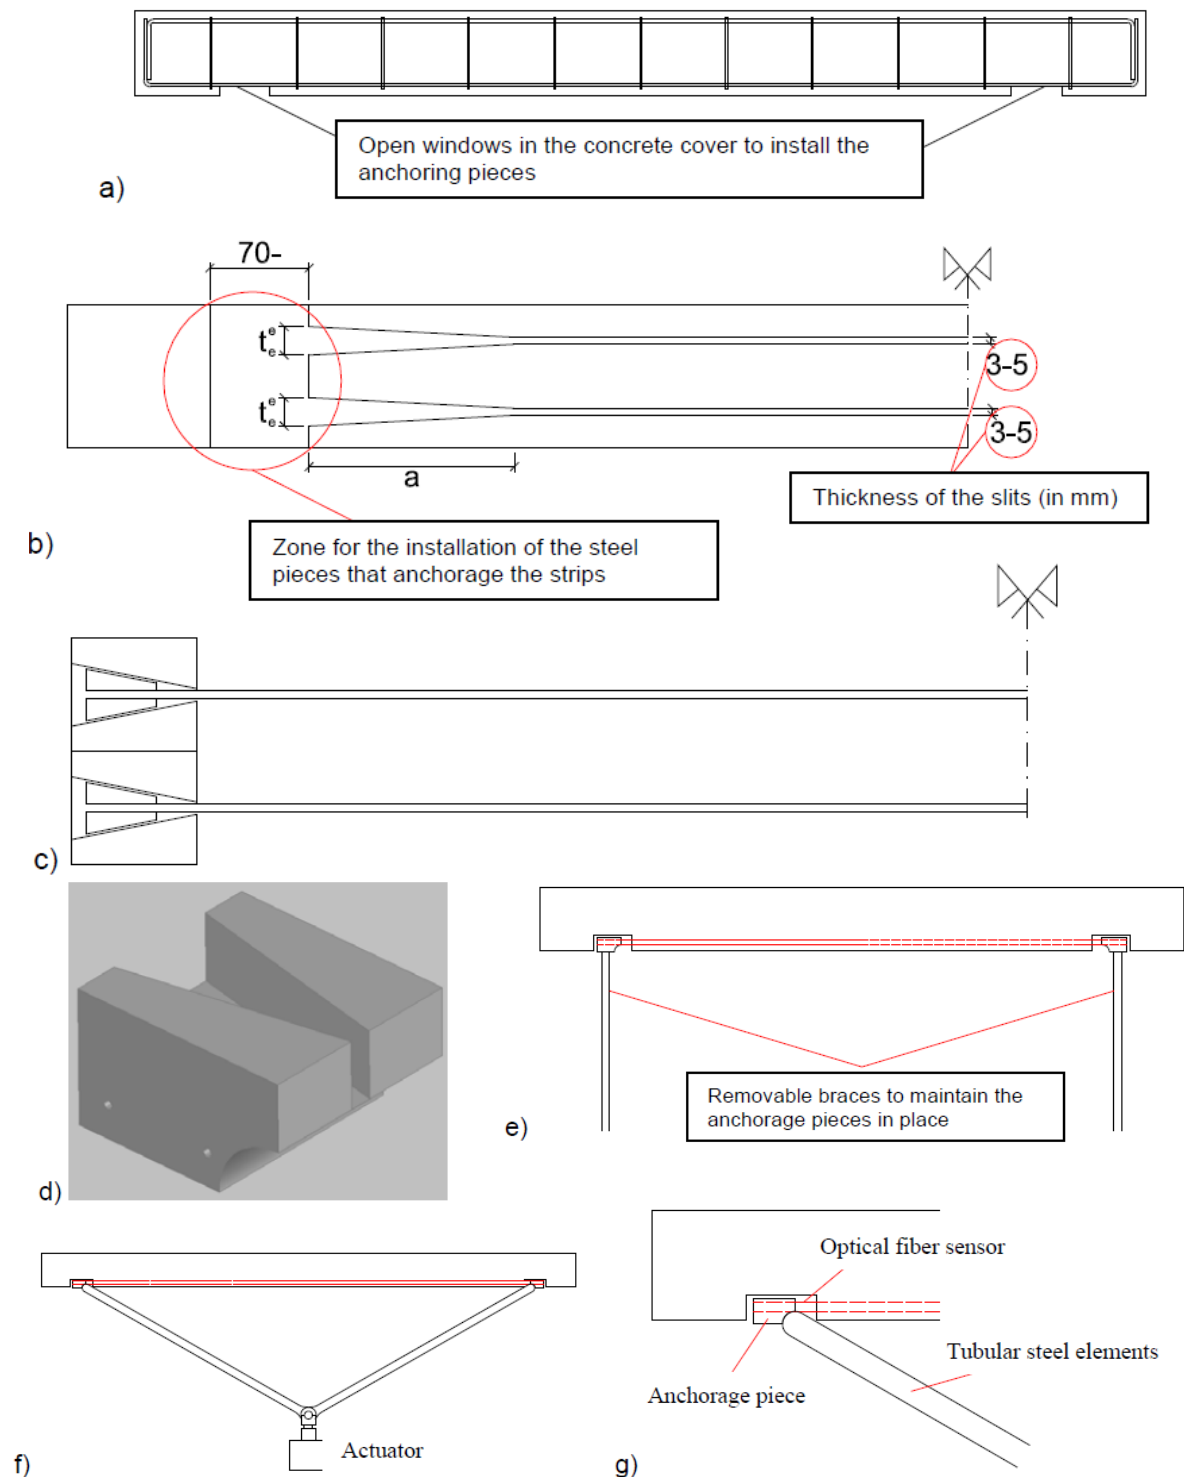 Open windows in the concrete cover to install the
anchoring pieces
a)
70-
t
e
e
t
e
e
3-5
3-5
a
Thickness of the slits (in mm)
b)
Zone for the installation of the steel
pieces that anchorage the strips
c)
d)
Removable braces to maintain the
anchorage pieces in place
e)
Optical fiber sensor
Tubular steel elements
Anchorage piece
Actuator
f)
g)